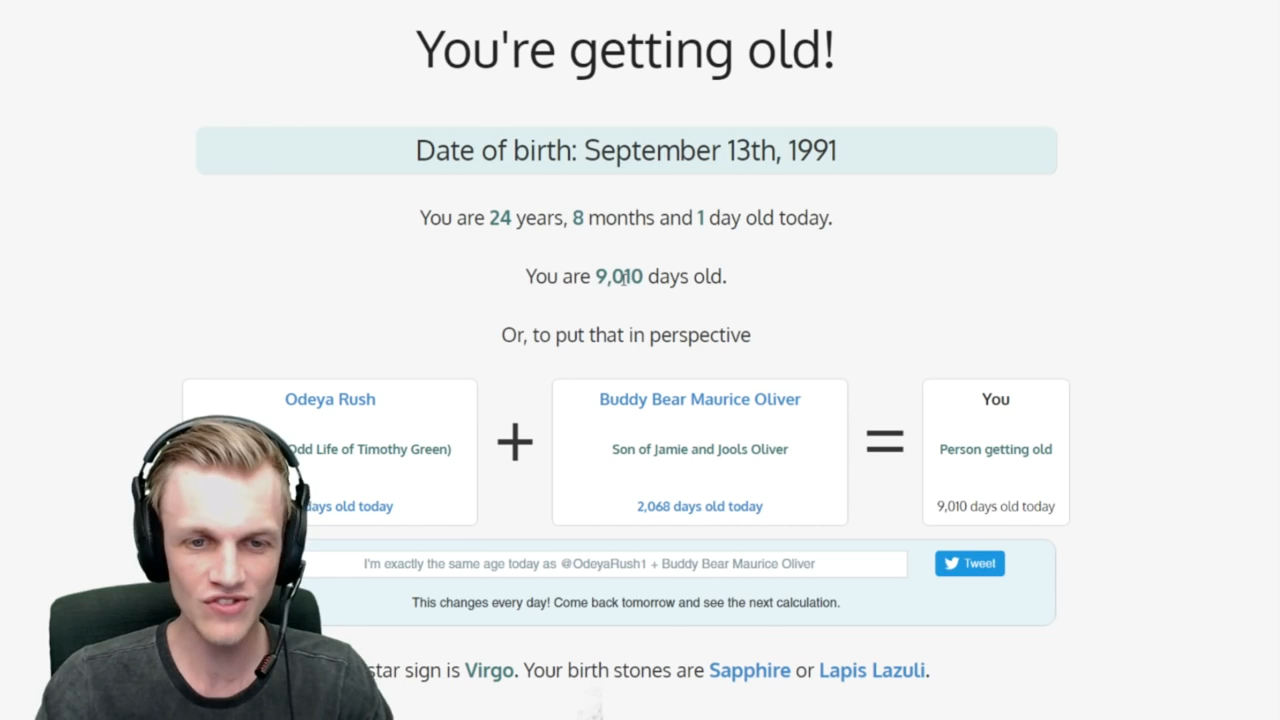 You're getting old!
Date of birth: September 13th, 1991
You are 24 years, 8 months and 1 day old today.
You are 9,010 days old.
Or, to put that in perspective
Odeya Rush
Odd Life of Timothy Green)
days old today
+
Buddy Bear Maurice Oliver
Son of Jamie and Jools Oliver
2,068 days old today
=
You
Person getting old
9,010 days old today
I'm exactly the same age today as @OdeyaRush1 + Buddy Bear Maurice Oliver
Tweet
This changes every day! Come back tomorrow and see the next calculation.
star sign is Virgo. Your birth stones are Sapphire or Lapis Lazuli.